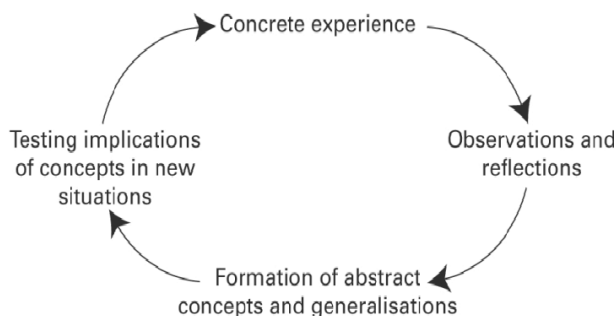 Concrete experience
Observations and
reflections
Formation of abstract
concepts and generalisations
Testing implications
of concepts in new
situations